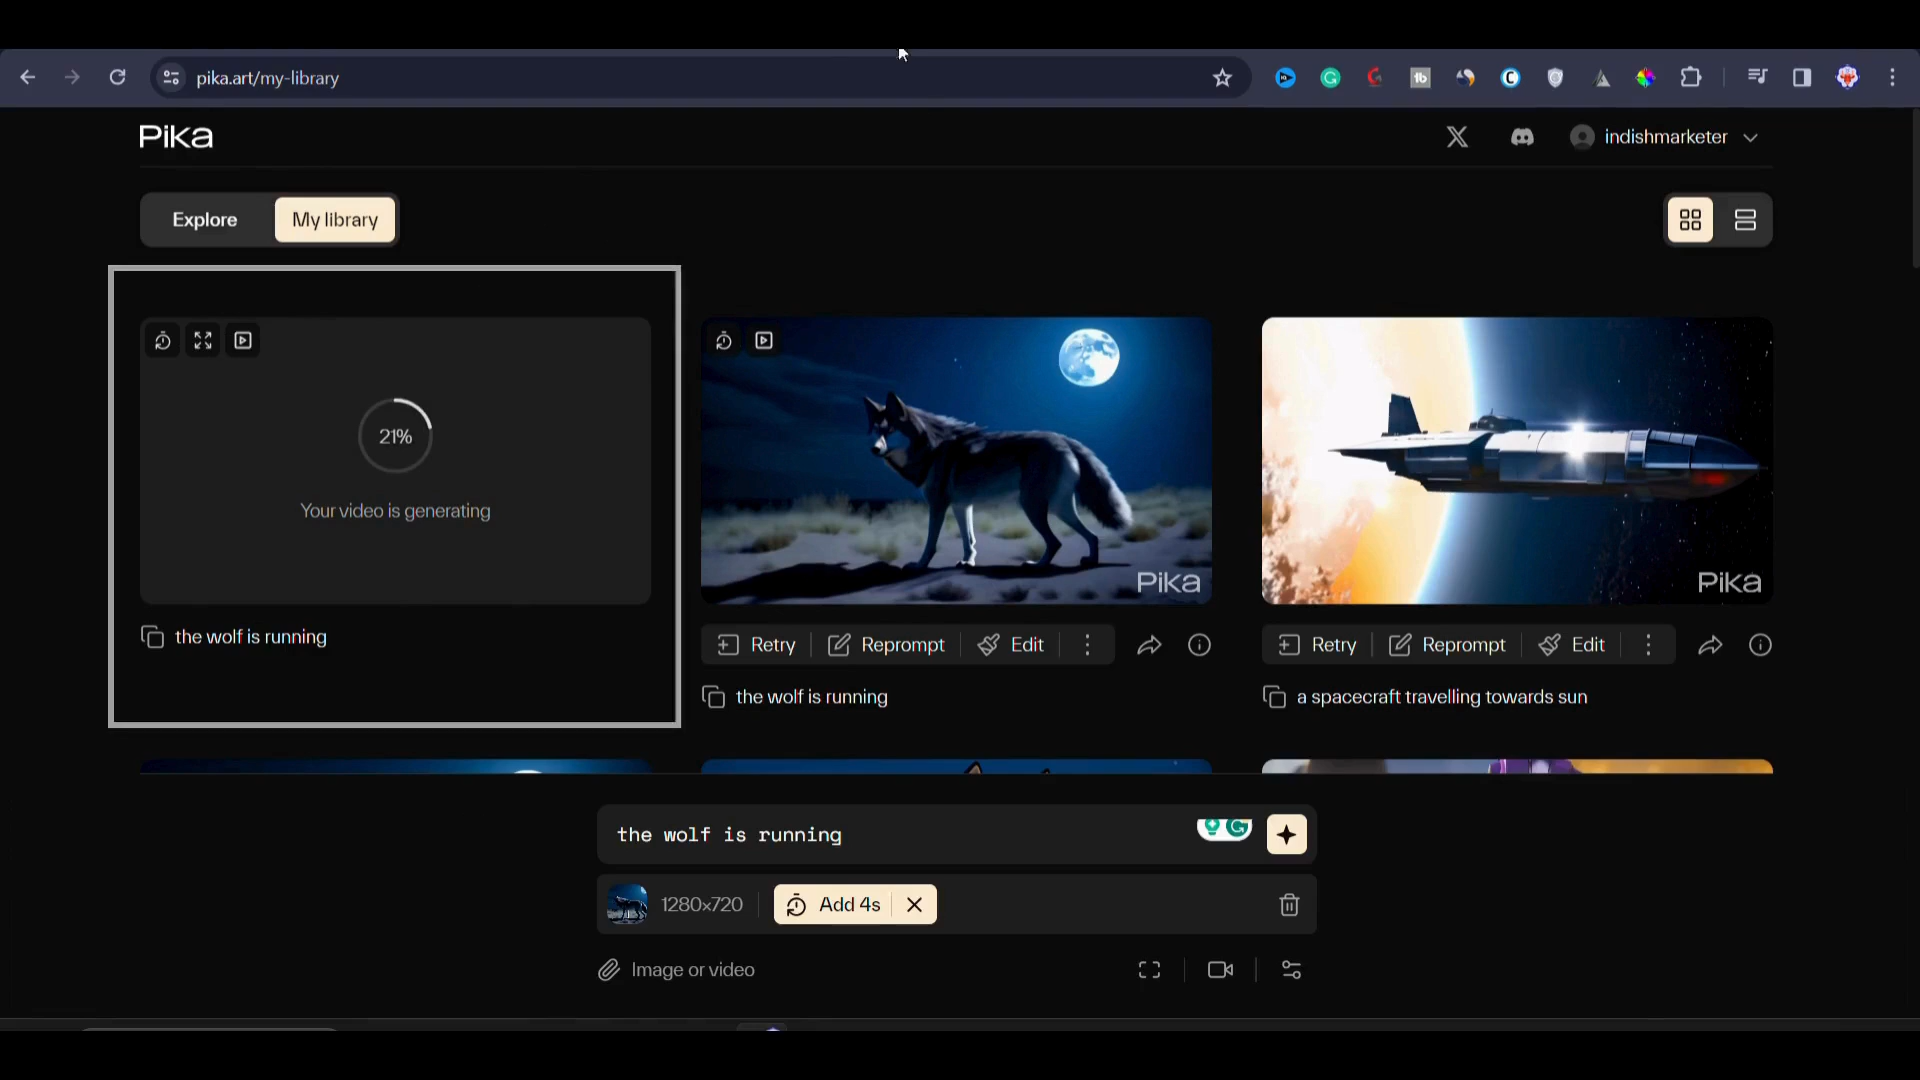 pika.art/my-library
Pika
indishmarketer
Explore
My library
21%
Your video is generating
Pika
Pika
the wolf is running
Retry
Reprompt
Edit
Retry
Reprompt
Edit
the wolf is running
a spacecraft travelling towards sun
the wolf is running
1280×720
Add 4s
Image or video